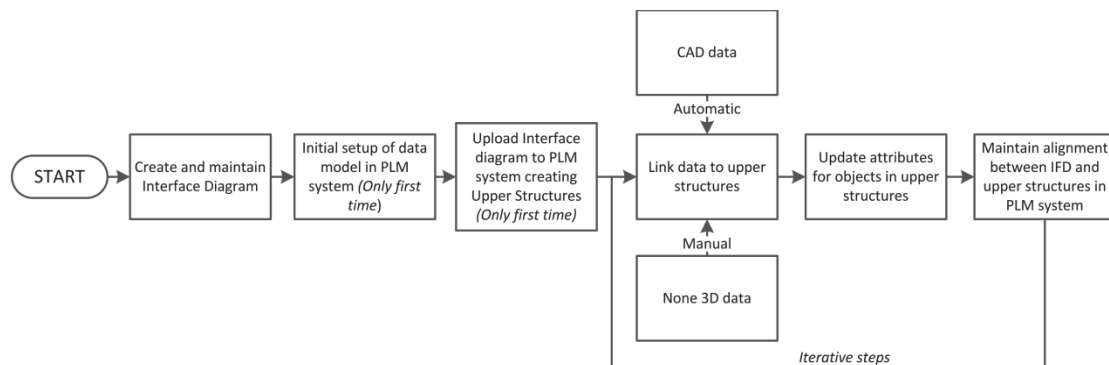 START
Create and maintain
Interface Diagram
Initial setup of data
model in PLM
system (Only first
time)
Upload Interface
diagram to PLM
system creating
Upper Structures
(Only first time)
CAD data
Automatic
Link data to upper
structures
Manual
None 3D data
Update attributes
for objects in upper
structures
Maintain alignment
between IFD and
upper structures in
PLM system
Iterative steps